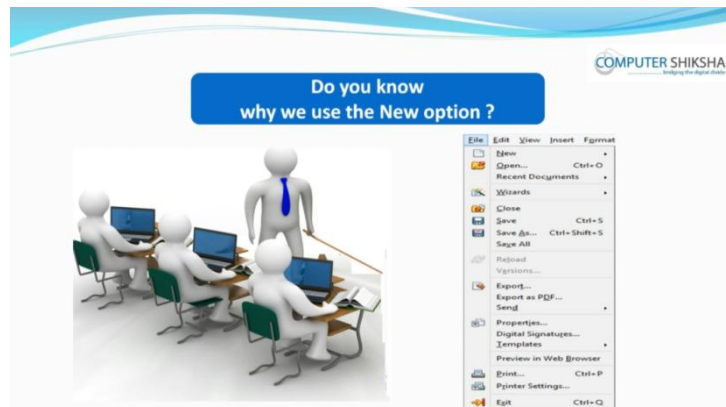 COMPUTER SHIKSHA
bridging the digital divide
Do you know
why we use the New option ?
File Edit View Insert Format
New
Open... Ctrl+O
Recent Documents
Wizards
Close
Save Ctrl+S
Save As... Ctrl+Shift+S
Save All
Reload
Versions...
Export...
Export as PDF...
Send
Properties...
Digital Signatures...
Templates
Preview in Web Browser
Print... Ctrl+P
Printer Settings...
Exit Ctrl+Q